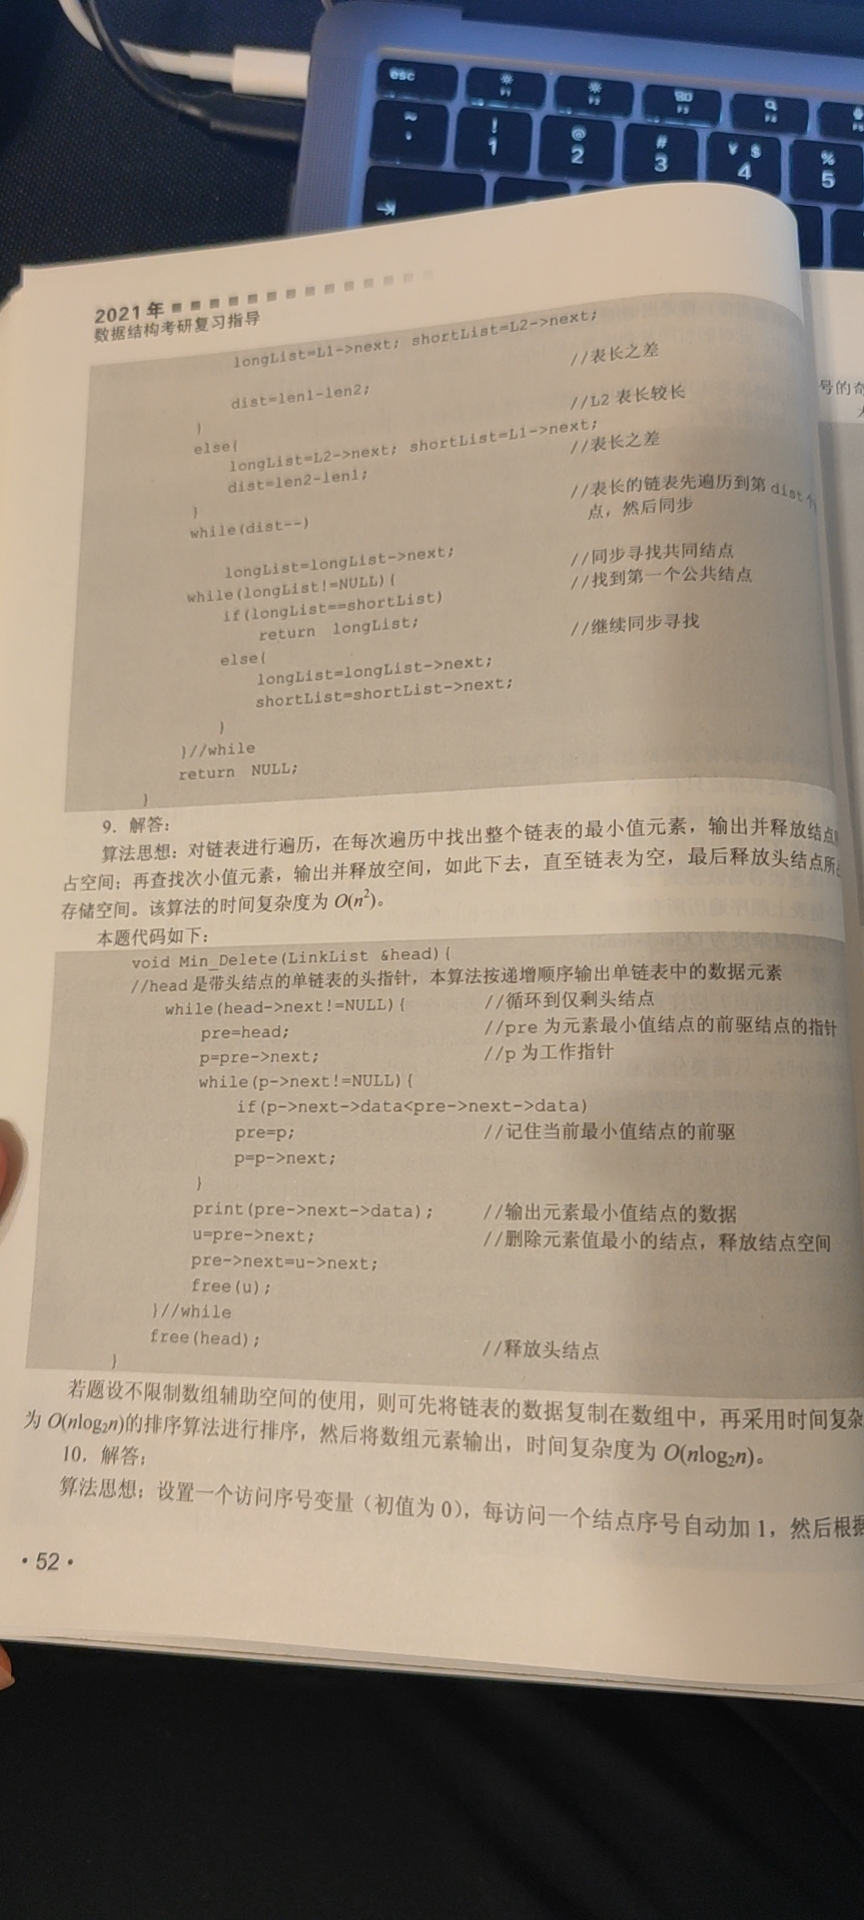 esc
F1
F2
F3
~
!
1
@
2
#
3
¥ $
4
%
5
2021年
数据结构考研复习指导
longList=L1->next; shortList=L2->next;
//表长之差
dist=len1-len2;
}
//L2 表长较长
else{
longList=L2->next; shortList=L1->next;
//表长之差
dist=len2-len1;
}
//表长的链表先遍历到第 dist 个
while(dist--)
点，然后同步
longList=longList->next;
//同步寻找共同结点
while(longList!=NULL){
//找到第一个公共结点
if(longList==shortList)
return longList;
//继续同步寻找
else{
longList=longList->next;
shortList=shortList->next;
}
}//while
return NULL;
}
9．解答：
算法思想：对链表进行遍历，在每次遍历中找出整个链表的最小值元素，输出并释放结点
占空间；再查找次小值元素，输出并释放空间，如此下去，直至链表为空，最后释放头结点所
存储空间。该算法的时间复杂度为 O(n²)。
本题代码如下：
void Min_Delete(LinkList &head){
//head 是带头结点的单链表的头指针，本算法按递增顺序输出单链表中的数据元素
while(head->next!=NULL){ //循环到仅剩头结点
pre=head; //pre 为元素最小值结点的前驱结点的指针
p=pre->next; //p 为工作指针
while(p->next!=NULL){
if(p->next->data<pre->next->data)
pre=p; //记住当前最小值结点的前驱
p=p->next;
}
print(pre->next->data); //输出元素最小值结点的数据
u=pre->next; //删除元素值最小的结点，释放结点空间
pre->next=u->next;
free(u);
}//while
free(head); //释放头结点
}
若题设不限制数组辅助空间的使用，则可先将链表的数据复制在数组中，再采用时间复杂
为 O(nlog₂n)的排序算法进行排序，然后将数组元素输出，时间复杂度为 O(nlog₂n)。
10．解答：
算法思想：设置一个访问序号变量（初值为 0），每访问一个结点序号自动加 1，然后根据
·52·
号的奇